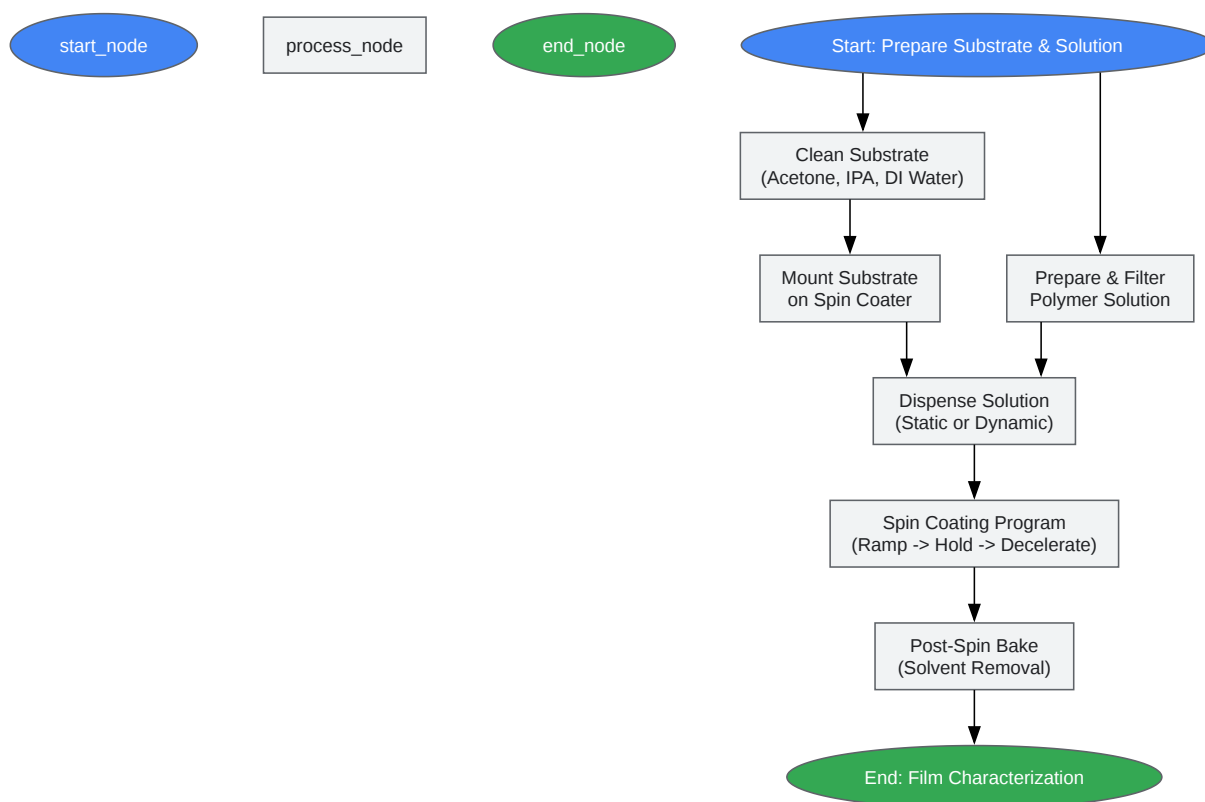 start_node
process_node
end_node
Start: Prepare Substrate & Solution
Clean Substrate
(Acetone, IPA, DI Water)
Mount Substrate
on Spin Coater
Prepare & Filter
Polymer Solution
Dispense Solution
(Static or Dynamic)
Spin Coating Program
(Ramp -> Hold -> Decelerate)
Post-Spin Bake
(Solvent Removal)
End: Film Characterization